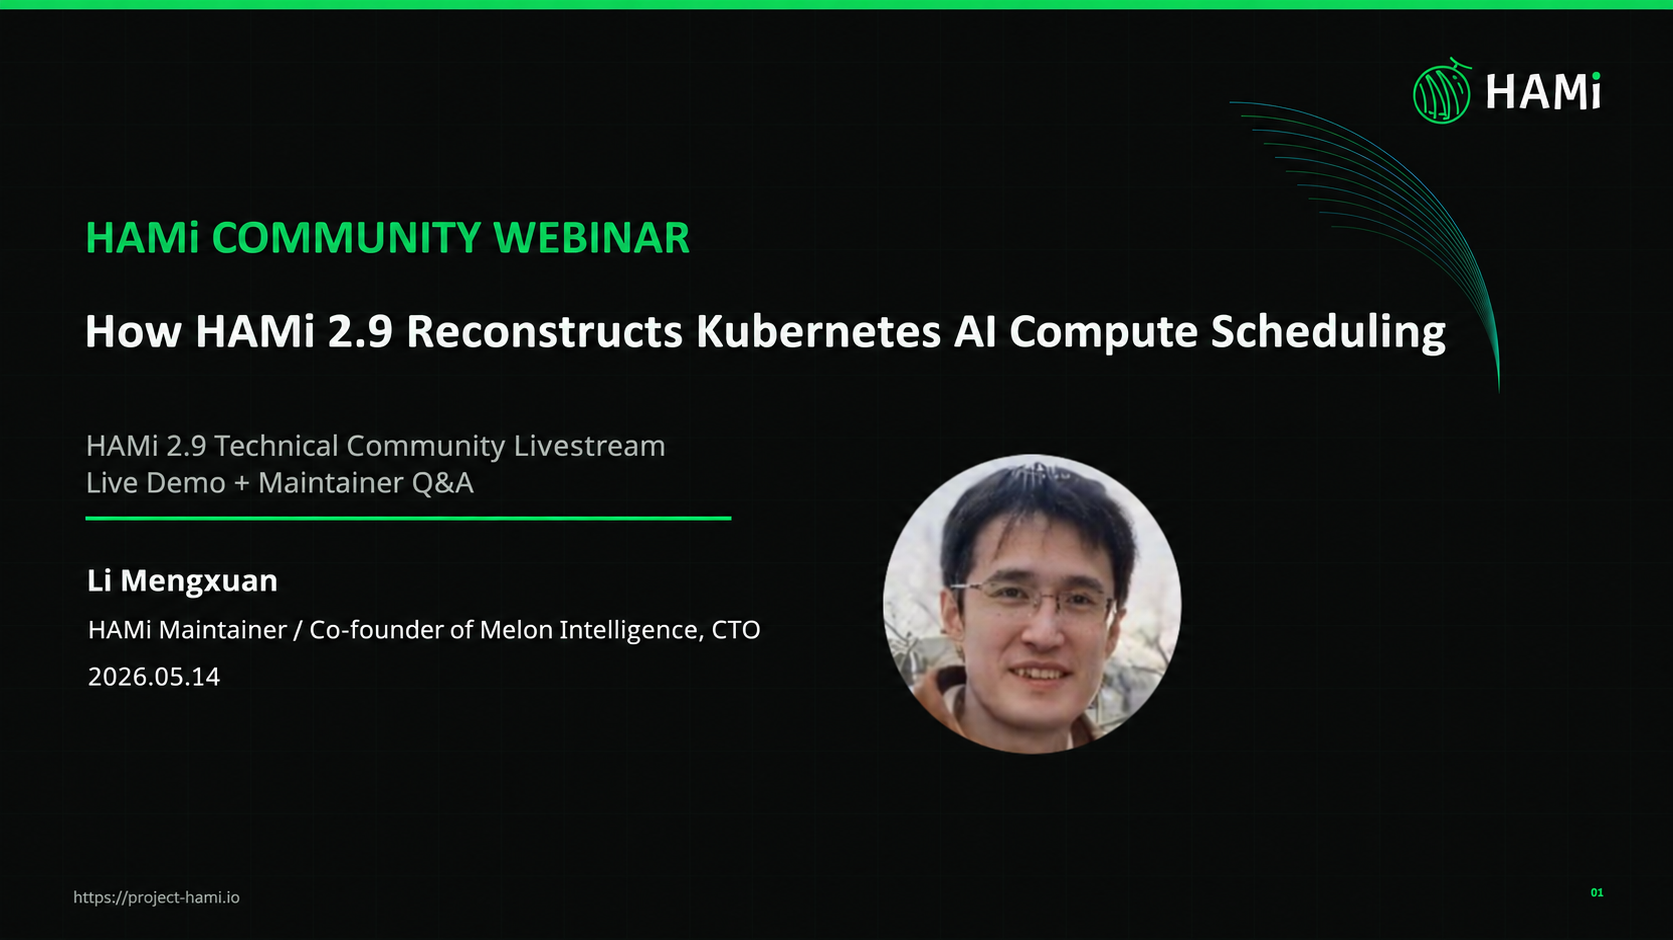 HAMi
HAMi COMMUNITY WEBINAR
How HAMi 2.9 Reconstructs Kubernetes AI Compute Scheduling
HAMi 2.9 Technical Community Livestream
Live Demo + Maintainer Q&A
Li Mengxuan
HAMi Maintainer / Co-founder of Melon Intelligence, CTO
2026.05.14
https://project-hami.io
01